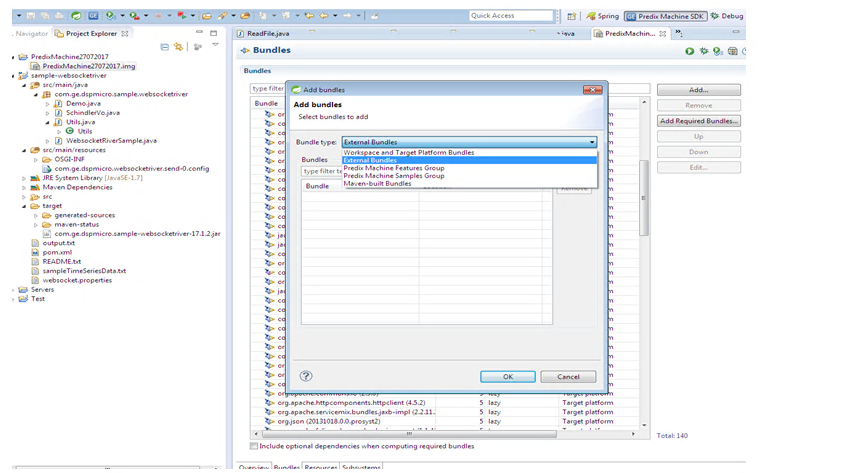 Quick Access
Spring
Predix Machine SDK
Debug
Navigator
Project Explorer
ReadFile.java
PredixMachin...
PredixMachine27072017
PredixMachine27072017.img
sample-websocketriver
src/main/java
com.ge.dspmicro.sample.websocketriver
Demo.java
SchindlerVo.java
Utils.java
Utils
WebsocketRiverSample.java
src/main/resources
OSGI-INF
com.ge.dspmicro.websocketriver.send-0.config
JRE System Library [JavaSE-1.7]
Maven Dependencies
src
target
generated-sources
maven-status
com.ge.dspmicro.sample-websocketriver-17.1.2.jar
output.txt
pom.xml
README.txt
sampleTimeSeriesData.txt
websocket.properties
Servers
Test
Bundles
Bundles
type filter
Bundle
Add...
Remove
Add Required Bundles...
Up
Down
Edit...
Add bundles
Add bundles
Select bundles to add
Bundle type: External Bundles
Workspace and Target Platform Bundles
External Bundles
Predix Machine Features Group
Predix Machine Samples Group
Maven-built Bundles
Bundles
type filter te
Bundle
Remove
OK
Cancel
org.apache.httpcomponents.httpclient (4.5.2) 5 lazy Target platform
org.apache.servicemix.bundles.jaxb-impl (2.2.11. 5 lazy Target platform
org.json (20131018.0.0.prosyst2) 5 lazy Target platform
Total: 140
Include optional dependencies when computing required bundles
Overview Bundles Resources Subsystems